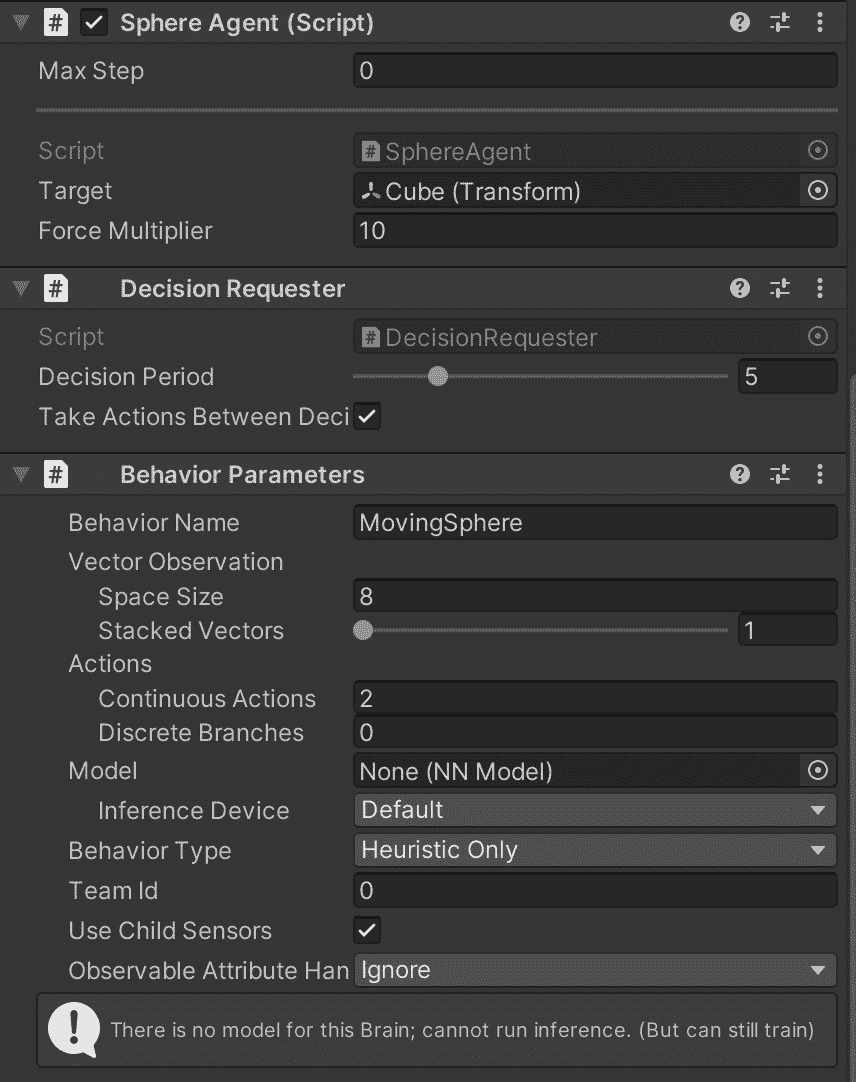 # Sphere Agent (Script)
Max Step 0
Script # SphereAgent
Target Cube (Transform)
Force Multiplier 10
# Decision Requester
Script # DecisionRequester
Decision Period 5
Take Actions Between Deci
# Behavior Parameters
Behavior Name MovingSphere
Vector Observation
Space Size 8
Stacked Vectors 1
Actions
Continuous Actions 2
Discrete Branches 0
Model None (NN Model)
Inference Device Default
Behavior Type Heuristic Only
Team Id 0
Use Child Sensors
Observable Attribute Han Ignore
There is no model for this Brain; cannot run inference. (But can still train)